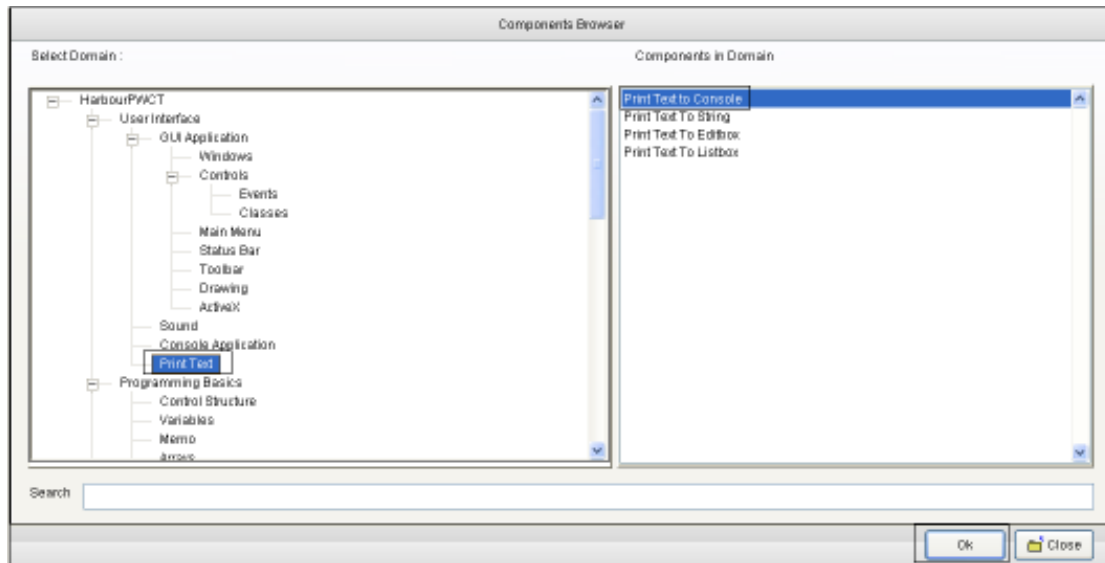 Components Browser
Select Domain :
Components in Domain
HarbourPWCT
User Interface
GUI Application
Windows
Controls
Events
Classes
Main Menu
Status Bar
Toolbar
Drawing
ActiveX
Sound
Console Application
Print Text
Programming Basics
Control Structure
Variables
Memo
Arrays
Print Text to Console
Print Text To String
Print Text To Editbox
Print Text To Listbox
Search
Ok
Close